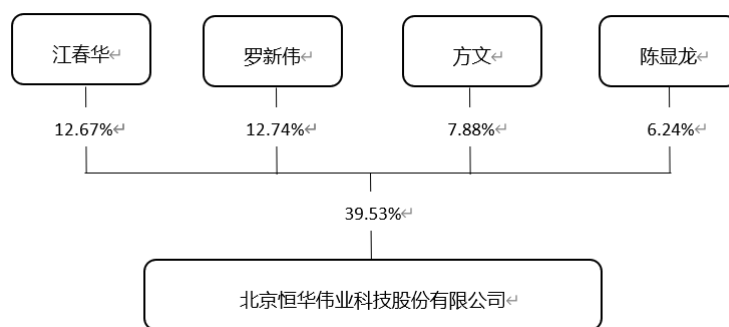 江春华
罗新伟
方文
陈显龙
12.67%
12.74%
7.88%
6.24%
39.53%
北京恒华伟业科技股份有限公司